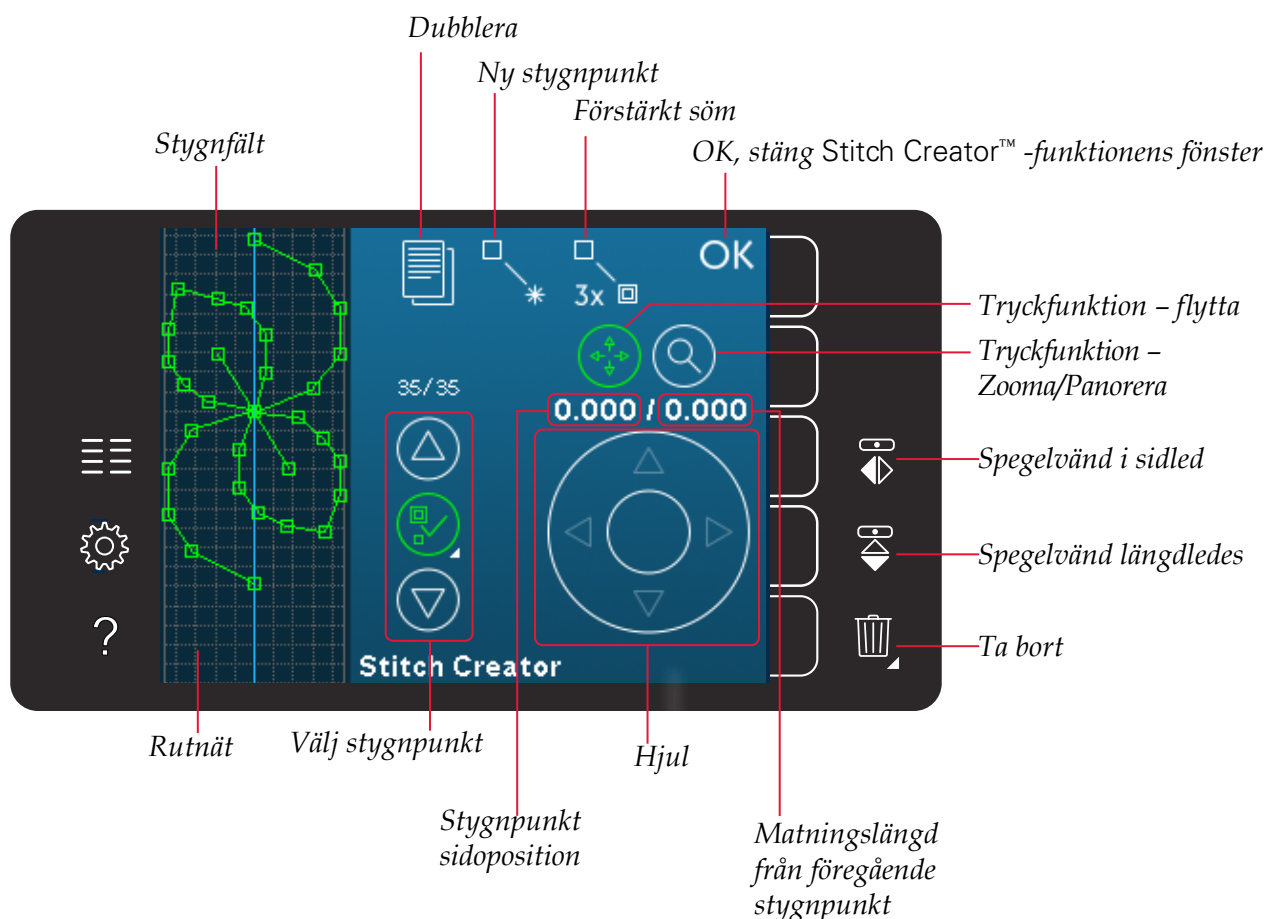 Dubblera
Ny stygnpunkt
Förstärkt söm
Stygnfält
OK, stäng Stitch Creator™ -funktionens fönster
OK
3x
Tryckfunktion – flytta
Tryckfunktion –
Zooma/Panorera
35/35
0.000 / 0.000
Spegelvänd i sidled
Spegelvänd längdledes
?
Ta bort
Stitch Creator
Rutnät
Välj stygnpunkt
Hjul
Stygnpunkt
sidoposition
Matningslängd
från föregående
stygnpunkt